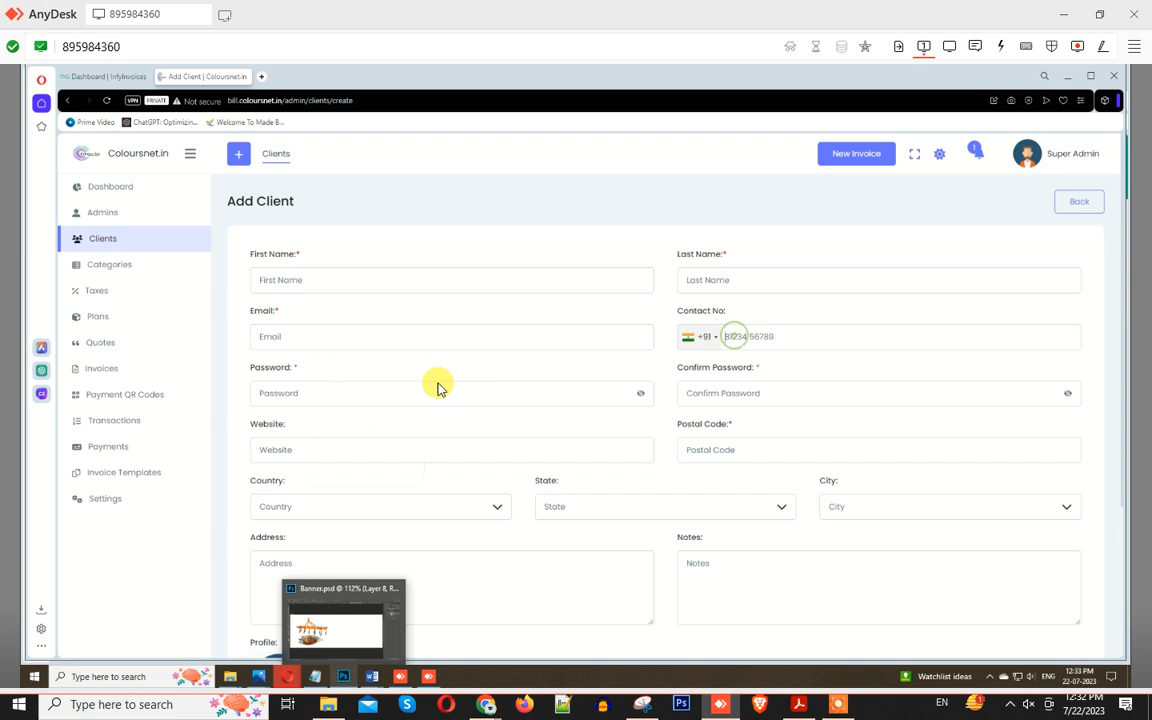 AnyDesk
895984360
895984360
Dashboard | InfyInvoices
Add Client | Coloursnet.in
VPN PRIVATE Not secure bill.coloursnet.in/admin/clients/create
Prime Video ChatGPT: Optimizin... Welcome To Made B...
Coloursnet.in
Clients
New Invoice
1
Super Admin
Dashboard
Admins
Clients
Categories
Taxes
Plans
Quotes
Invoices
Payment QR Codes
Transactions
Payments
Invoice Templates
Settings
Add Client
Back
First Name:*
Last Name:*
First Name
Last Name
Email:*
Contact No:
Email
+91
Password: *
Confirm Password: *
Password
Confirm Password
Website:
Postal Code:*
Website
Postal Code
Country:
State:
City:
Country
State
City
Address:
Notes:
Address
Notes
Profile:
Banner.psd @ 112% (Layer 8, R...
Type here to search
Watchlist ideas
ENG
12:33 PM
22-07-2023
Type here to search
EN
12:32 PM
7/22/2023